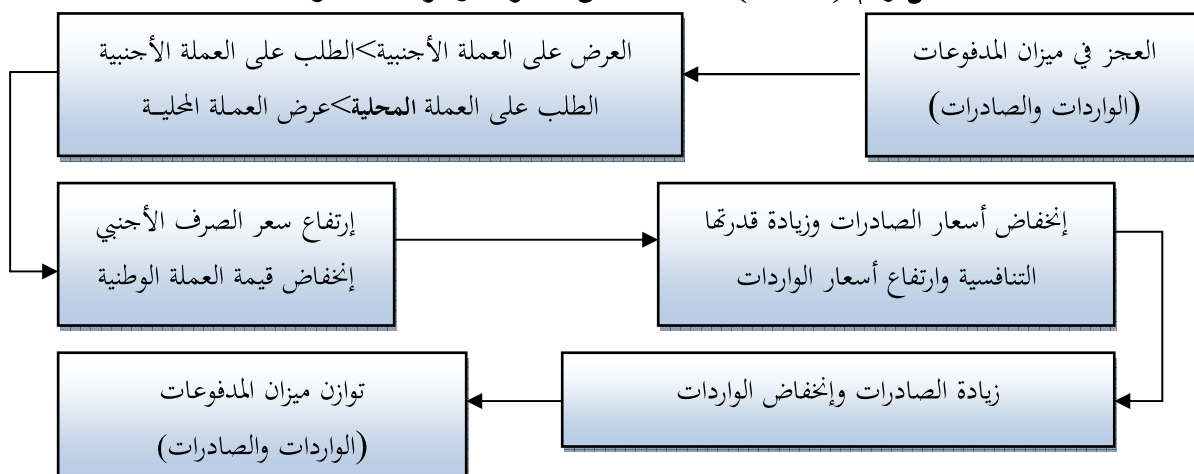 العجز في ميزان المدفوعات
(الواردات والصادرات)
العرض على العملة الأجنبية>الطلب على العملة الأجنبية
الطلب على العملة المحلية>عرض العملة المحليـة
إرتفاع سعر الصرف الأجنبي
إنخفاض قيمة العملة الوطنية
إنخفاض أسعار الصادرات وزيادة قدرتها
التنافسية وارتفاع أسعار الواردات
زيادة الصادرات وإنخفاض الواردات
توازن ميزان المدفوعات
(الواردات والصادرات)